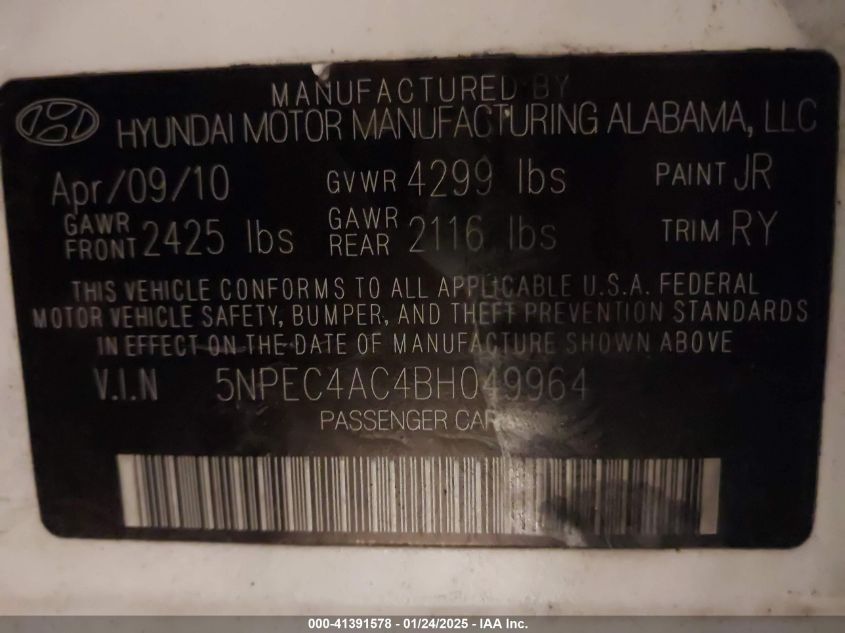 MANUFACTURED BY
HYUNDAI MOTOR MANUFACTURING ALABAMA, LLC
Apr/09/10 GVWR 4299 lbs PAINT JR
GAWR FRONT 2425 lbs GAWR REAR 2116 lbs TRIM RY
THIS VEHICLE CONFORMS TO ALL APPLICABLE U.S.A. FEDERAL
MOTOR VEHICLE SAFETY, BUMPER, AND THEFT PREVENTION STANDARDS
IN EFFECT ON THE DATE OF MANUFACTURE SHOWN ABOVE
V.I.N 5NPEC4AC4BH049964
PASSENGER CAR
000-41391578 - 01/24/2025 - IAA Inc.